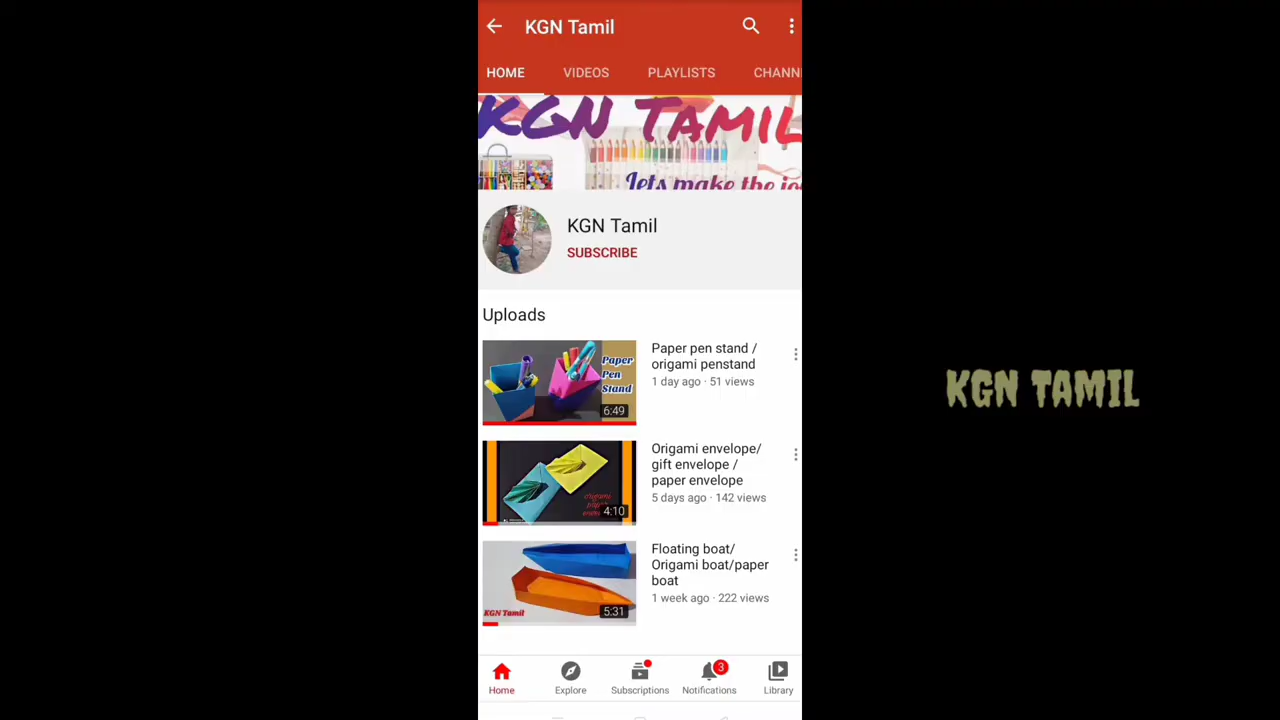 KGN Tamil
HOME VIDEOS PLAYLISTS CHANN
KGN TAMIL
Lets make the
KGN Tamil
SUBSCRIBE
Uploads
Paper
Pen
Stand
6:49
Paper pen stand /
origami penstand
1 day ago · 51 views
origami
4:10
Origami envelope/
gift envelope /
paper envelope
5 days ago · 142 views
KGN Tamil
5:31
Floating boat/
Origami boat/paper
boat
1 week ago · 222 views
3
Home Explore Subscriptions Notifications Library
KGN TAMIL